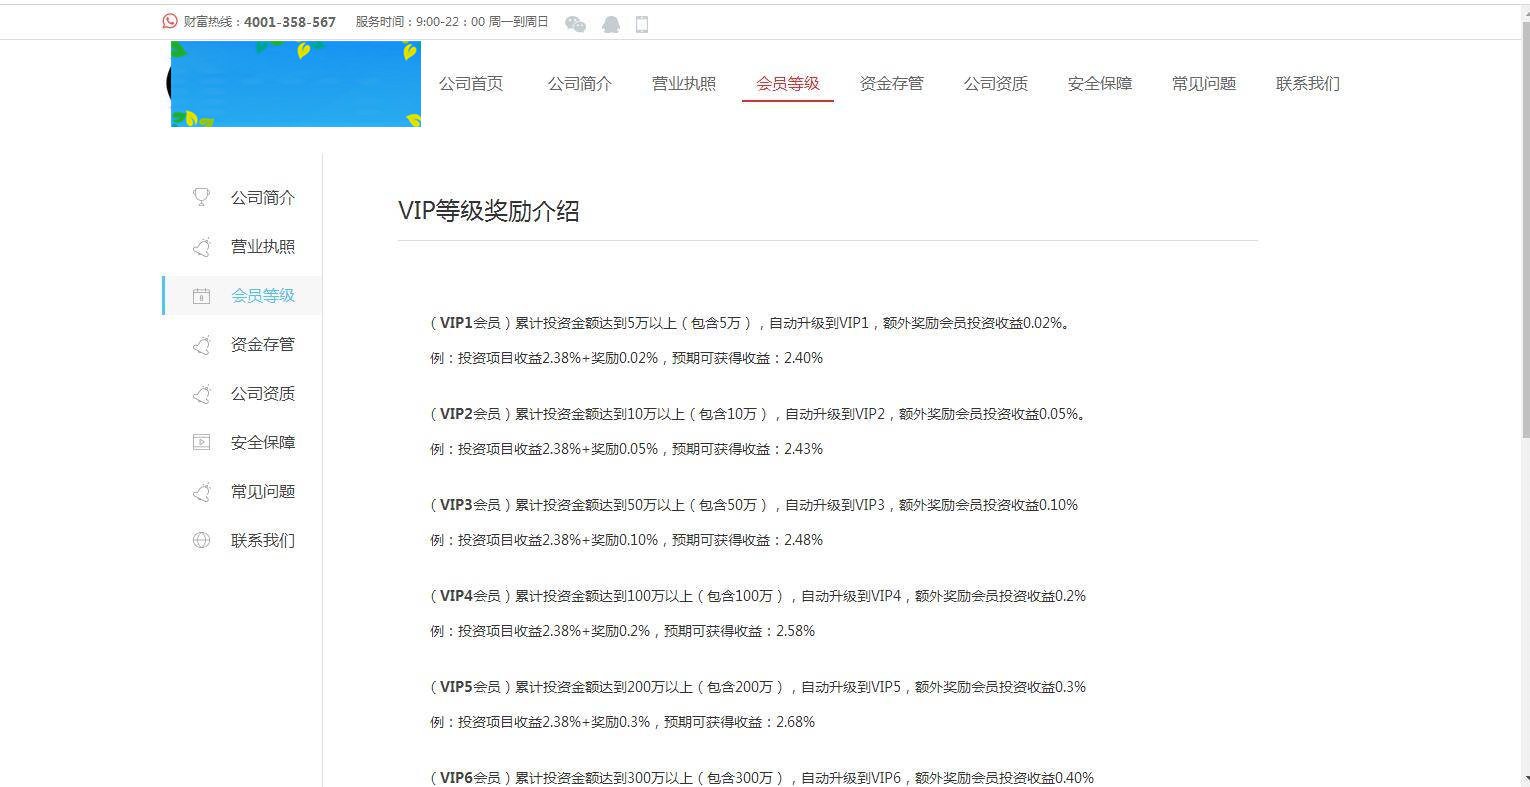 财富热线：4001-358-567 服务时间：9:00-22：00 周一到周日
公司首页 公司简介 营业执照 会员等级 资金存管 公司资质 安全保障 常见问题 联系我们
公司简介
营业执照
会员等级
资金存管
公司资质
安全保障
常见问题
联系我们
VIP等级奖励介绍
（VIP1会员）累计投资金额达到5万以上（包含5万），自动升级到VIP1，额外奖励会员投资收益0.02%。
例：投资项目收益2.38%+奖励0.02%，预期可获得收益：2.40%
（VIP2会员）累计投资金额达到10万以上（包含10万），自动升级到VIP2，额外奖励会员投资收益0.05%。
例：投资项目收益2.38%+奖励0.05%，预期可获得收益：2.43%
（VIP3会员）累计投资金额达到50万以上（包含50万），自动升级到VIP3，额外奖励会员投资收益0.10%
例：投资项目收益2.38%+奖励0.10%，预期可获得收益：2.48%
（VIP4会员）累计投资金额达到100万以上（包含100万），自动升级到VIP4，额外奖励会员投资收益0.2%
例：投资项目收益2.38%+奖励0.2%，预期可获得收益：2.58%
（VIP5会员）累计投资金额达到200万以上（包含200万），自动升级到VIP5，额外奖励会员投资收益0.3%
例：投资项目收益2.38%+奖励0.3%，预期可获得收益：2.68%
（VIP6会员）累计投资金额达到300万以上（包含300万），自动升级到VIP6，额外奖励会员投资收益0.40%